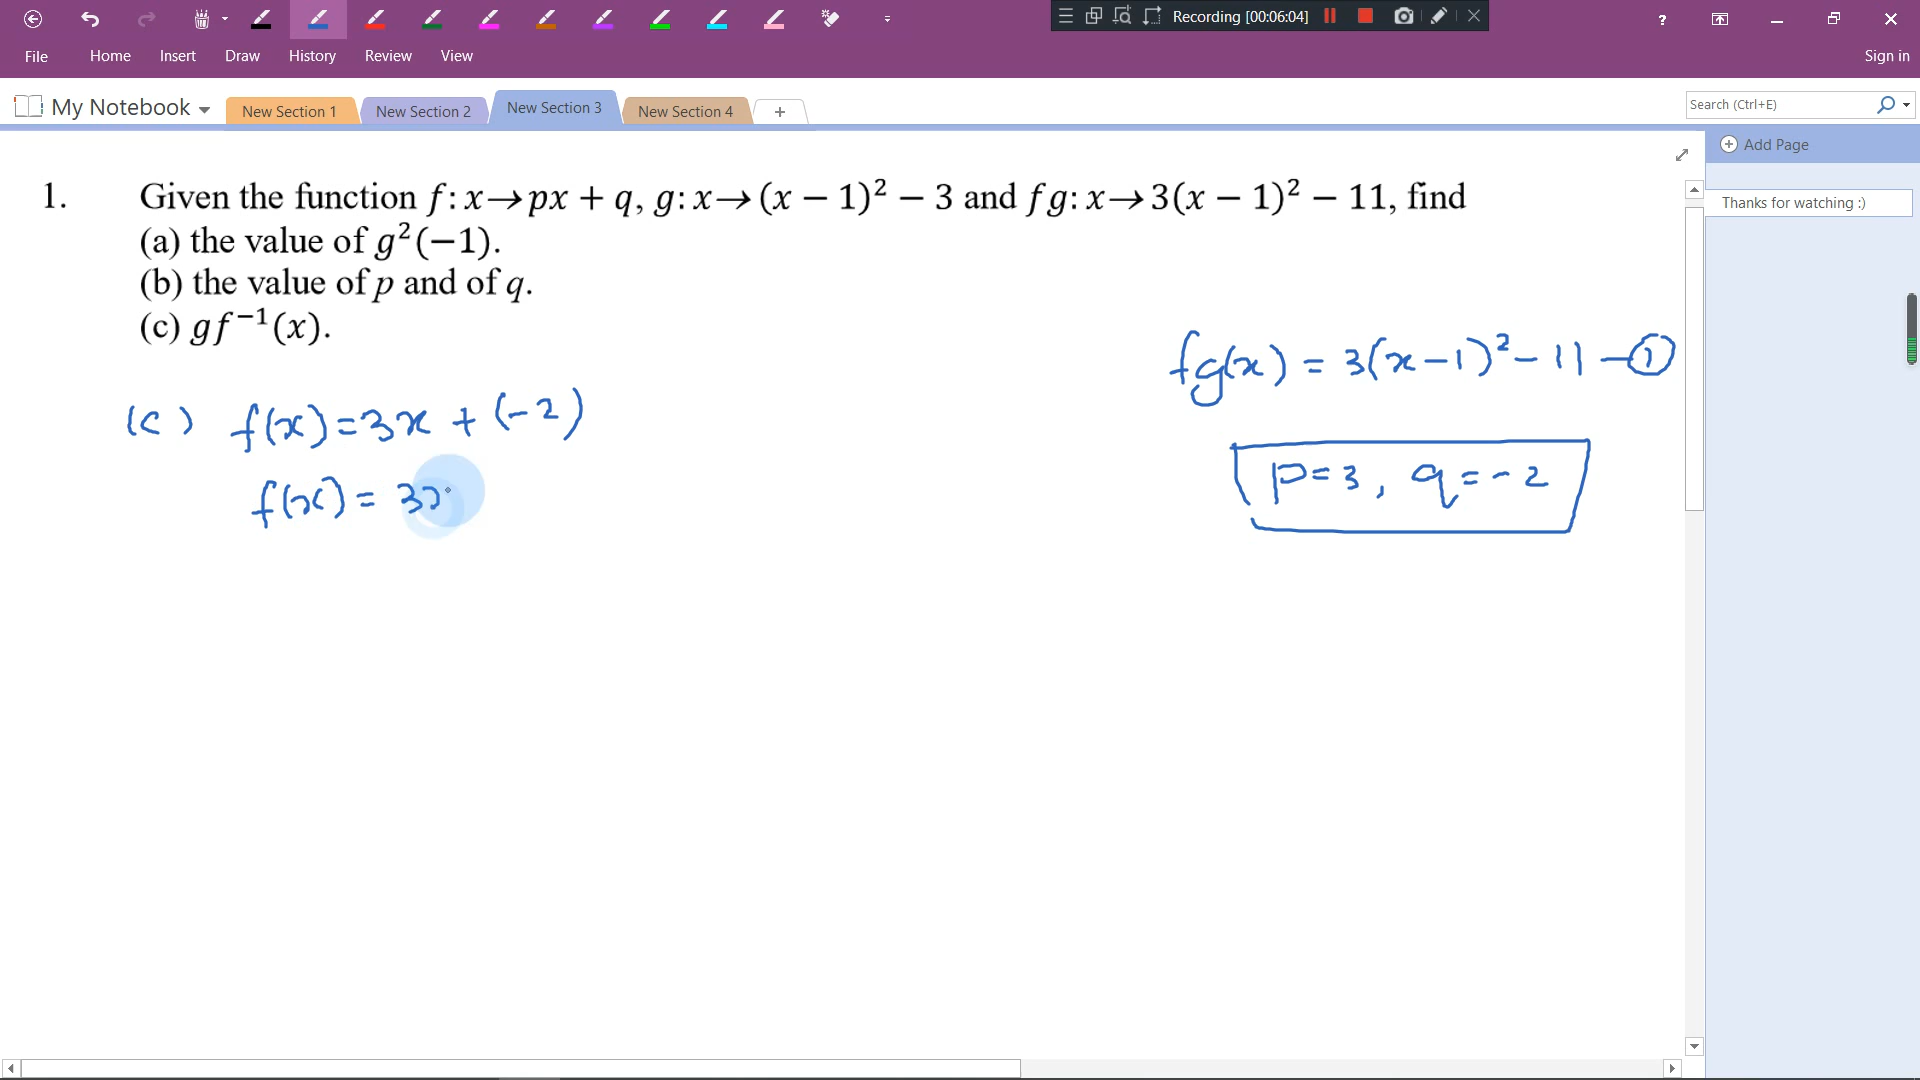 Recording [00:06:04]
?
File Home Insert Draw History Review View
Sign in
My Notebook New Section 1 New Section 2 New Section 3 New Section 4 +
Search (Ctrl+E)
Add Page
Thanks for watching :)
1. Given the function f: x → px + q, g: x → (x − 1)² − 3 and fg: x → 3(x − 1)² − 11, find
(a) the value of g²(−1).
(b) the value of p and of q.
(c) gf⁻¹(x).
fg(x) = 3(x−1)² − 11 — ①
(c) f(x) = 3x + (−2)
p = 3, q = −2
f(x) = 3x